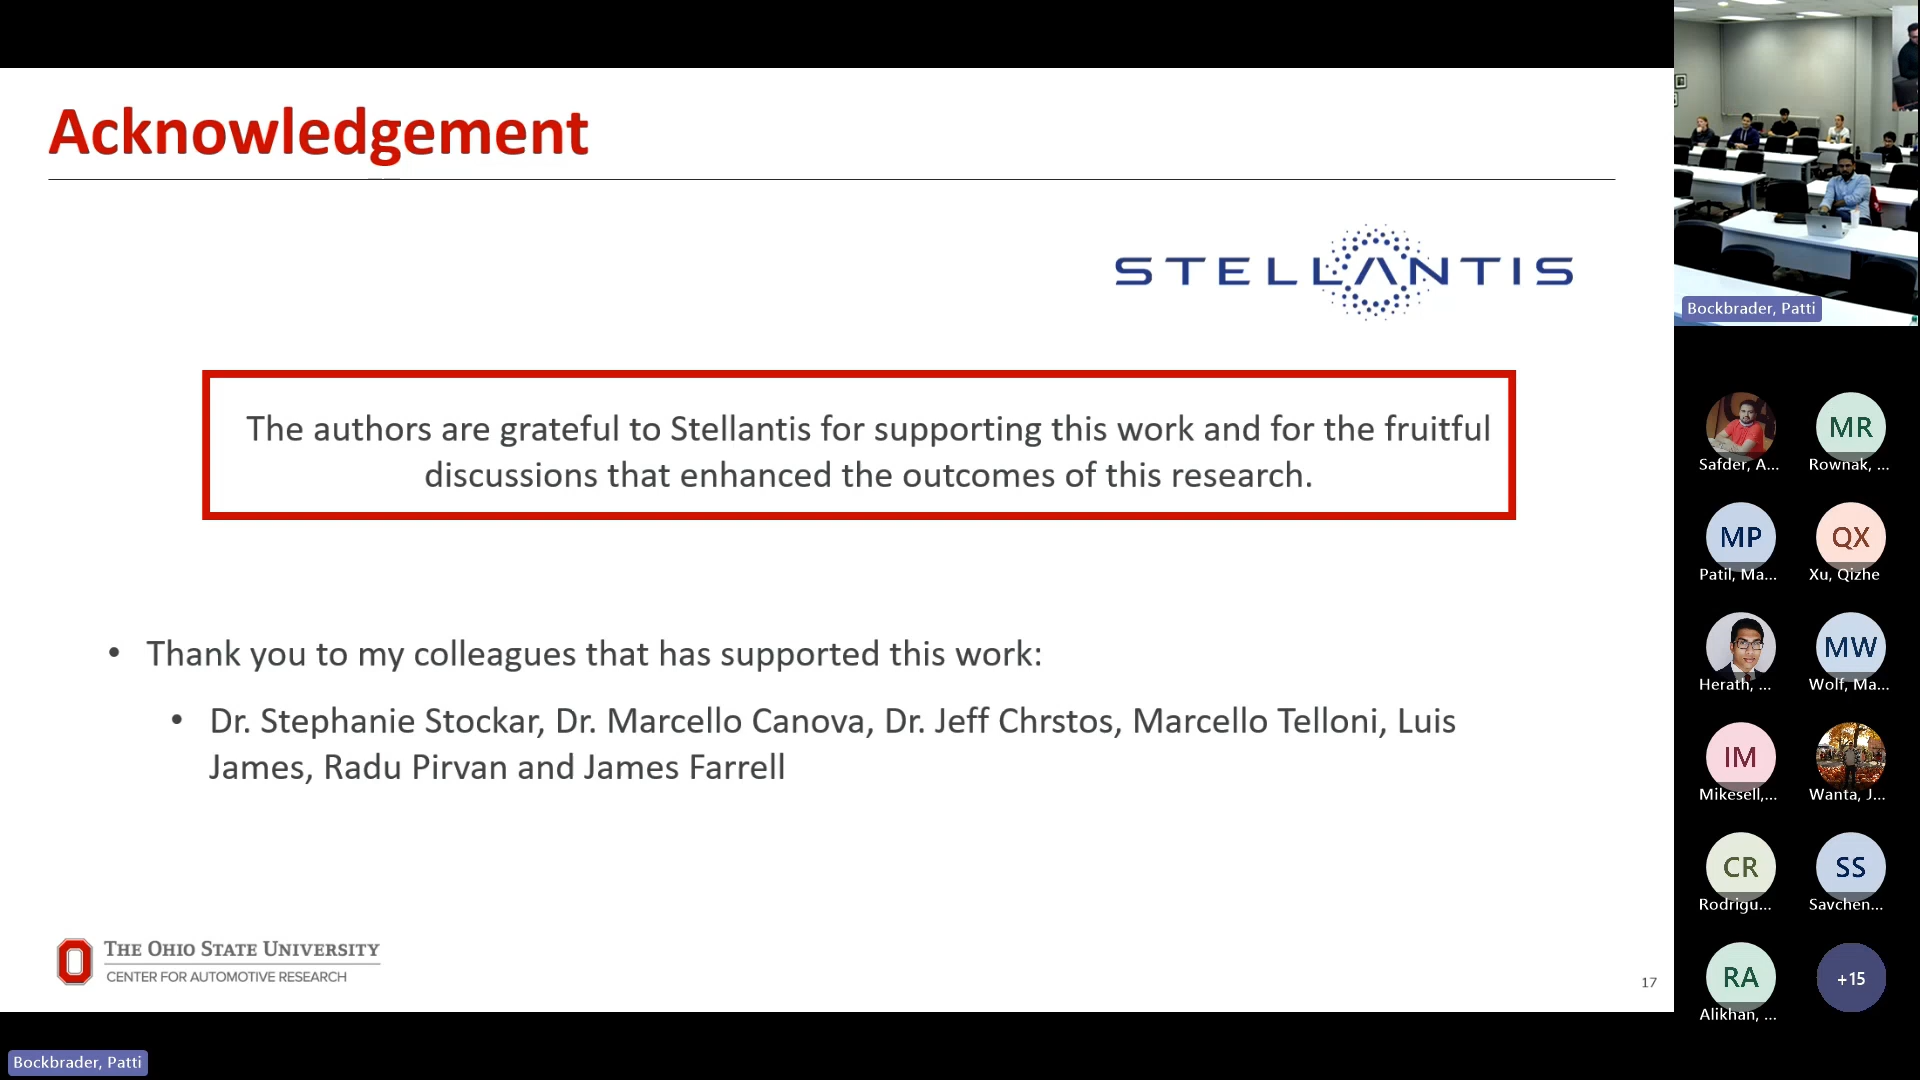 Acknowledgement
STELLANTIS
The authors are grateful to Stellantis for supporting this work and for the fruitful
discussions that enhanced the outcomes of this research.
• Thank you to my colleagues that has supported this work:
• Dr. Stephanie Stockar, Dr. Marcello Canova, Dr. Jeff Chrstos, Marcello Telloni, Luis
James, Radu Pirvan and James Farrell
THE OHIO STATE UNIVERSITY
CENTER FOR AUTOMOTIVE RESEARCH
17
Bockbrader, Patti
Bockbrader, Patti
Safder, A...
MR
Rownak, ...
MP
Patil, Ma...
QX
Xu, Qizhe
Herath, ...
MW
Wolf, Ma...
IM
Mikesell,...
Wanta, J...
CR
Rodrigu...
SS
Savchen...
RA
Alikhan, ...
+15